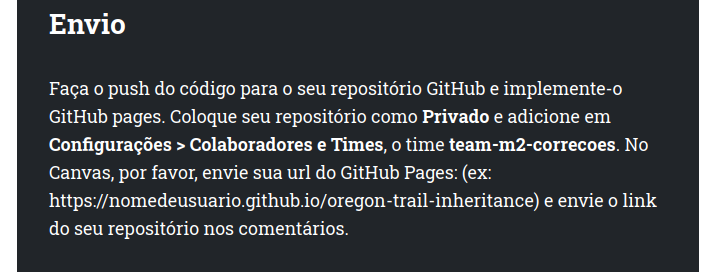 Envio
Faça o push do código para o seu repositório GitHub e implemente-o
GitHub pages. Coloque seu repositório como Privado e adicione em
Configurações > Colaboradores e Times, o time team-m2-correcoes. No
Canvas, por favor, envie sua url do GitHub Pages: (ex:
https://nomedeusuario.github.io/oregon-trail-inheritance) e envie o link
do seu repositório nos comentários.